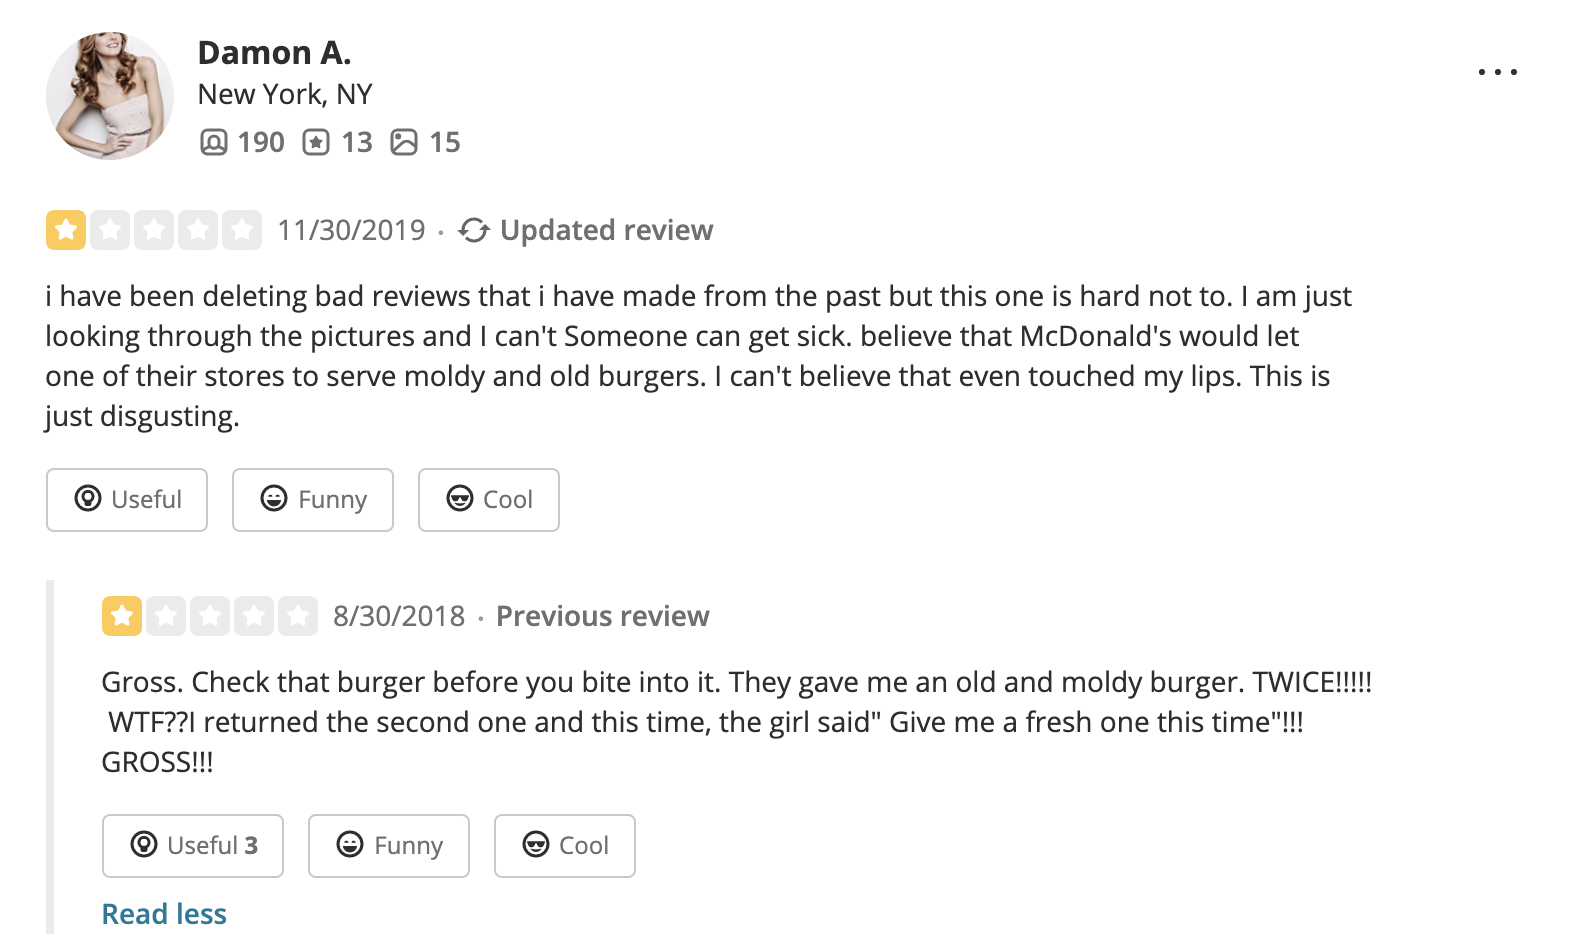 Damon A.
New York, NY
190 13 15
11/30/2019 · Updated review
i have been deleting bad reviews that i have made from the past but this one is hard not to. I am just
looking through the pictures and I can't Someone can get sick. believe that McDonald's would let
one of their stores to serve moldy and old burgers. I can't believe that even touched my lips. This is
just disgusting.
Useful Funny Cool
8/30/2018 · Previous review
Gross. Check that burger before you bite into it. They gave me an old and moldy burger. TWICE!!!!!
WTF??I returned the second one and this time, the girl said" Give me a fresh one this time"!!!
GROSS!!!
Useful 3 Funny Cool
Read less